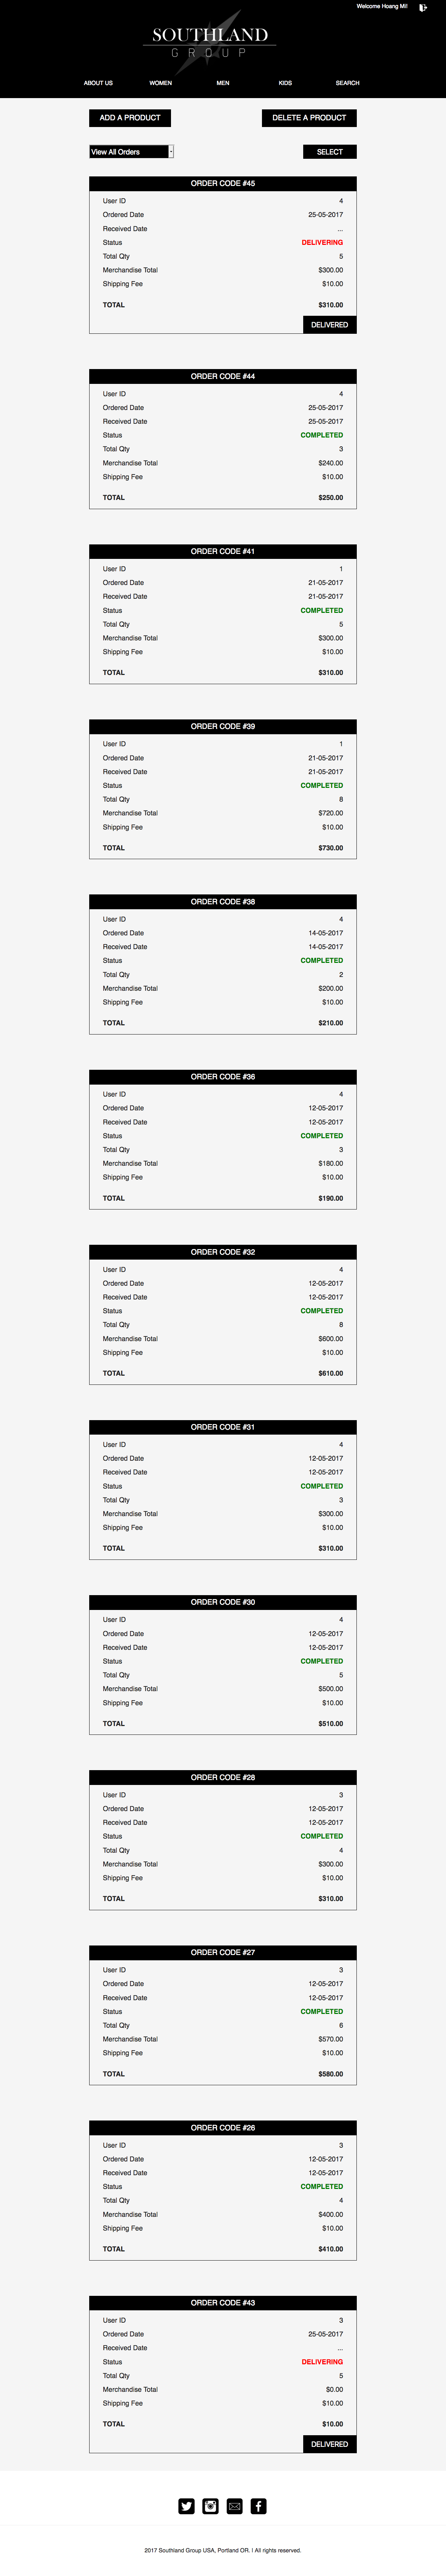 Welcome Hoang Mi!
SOUTHLAND
GROUP
ABOUT US WOMEN MEN KIDS SEARCH
ADD A PRODUCT DELETE A PRODUCT
View All Orders SELECT
ORDER CODE #45
User ID 4
Ordered Date 25-05-2017
Received Date ...
Status DELIVERING
Total Qty 5
Merchandise Total $300.00
Shipping Fee $10.00
TOTAL $310.00
DELIVERED
ORDER CODE #44
User ID 4
Ordered Date 25-05-2017
Received Date 25-05-2017
Status COMPLETED
Total Qty 3
Merchandise Total $240.00
Shipping Fee $10.00
TOTAL $250.00
ORDER CODE #41
User ID 1
Ordered Date 21-05-2017
Received Date 21-05-2017
Status COMPLETED
Total Qty 5
Merchandise Total $300.00
Shipping Fee $10.00
TOTAL $310.00
ORDER CODE #39
User ID 1
Ordered Date 21-05-2017
Received Date 21-05-2017
Status COMPLETED
Total Qty 8
Merchandise Total $720.00
Shipping Fee $10.00
TOTAL $730.00
ORDER CODE #38
User ID 4
Ordered Date 14-05-2017
Received Date 14-05-2017
Status COMPLETED
Total Qty 2
Merchandise Total $200.00
Shipping Fee $10.00
TOTAL $210.00
ORDER CODE #36
User ID 4
Ordered Date 12-05-2017
Received Date 12-05-2017
Status COMPLETED
Total Qty 3
Merchandise Total $180.00
Shipping Fee $10.00
TOTAL $190.00
ORDER CODE #32
User ID 4
Ordered Date 12-05-2017
Received Date 12-05-2017
Status COMPLETED
Total Qty 8
Merchandise Total $600.00
Shipping Fee $10.00
TOTAL $610.00
ORDER CODE #31
User ID 4
Ordered Date 12-05-2017
Received Date 12-05-2017
Status COMPLETED
Total Qty 3
Merchandise Total $300.00
Shipping Fee $10.00
TOTAL $310.00
ORDER CODE #30
User ID 4
Ordered Date 12-05-2017
Received Date 12-05-2017
Status COMPLETED
Total Qty 5
Merchandise Total $500.00
Shipping Fee $10.00
TOTAL $510.00
ORDER CODE #28
User ID 3
Ordered Date 12-05-2017
Received Date 12-05-2017
Status COMPLETED
Total Qty 4
Merchandise Total $300.00
Shipping Fee $10.00
TOTAL $310.00
ORDER CODE #27
User ID 3
Ordered Date 12-05-2017
Received Date 12-05-2017
Status COMPLETED
Total Qty 6
Merchandise Total $570.00
Shipping Fee $10.00
TOTAL $580.00
ORDER CODE #26
User ID 3
Ordered Date 12-05-2017
Received Date 12-05-2017
Status COMPLETED
Total Qty 4
Merchandise Total $400.00
Shipping Fee $10.00
TOTAL $410.00
ORDER CODE #43
User ID 3
Ordered Date 25-05-2017
Received Date ...
Status DELIVERING
Total Qty 5
Merchandise Total $0.00
Shipping Fee $10.00
TOTAL $10.00
DELIVERED
2017 Southland Group USA, Portland OR. I All rights reserved.